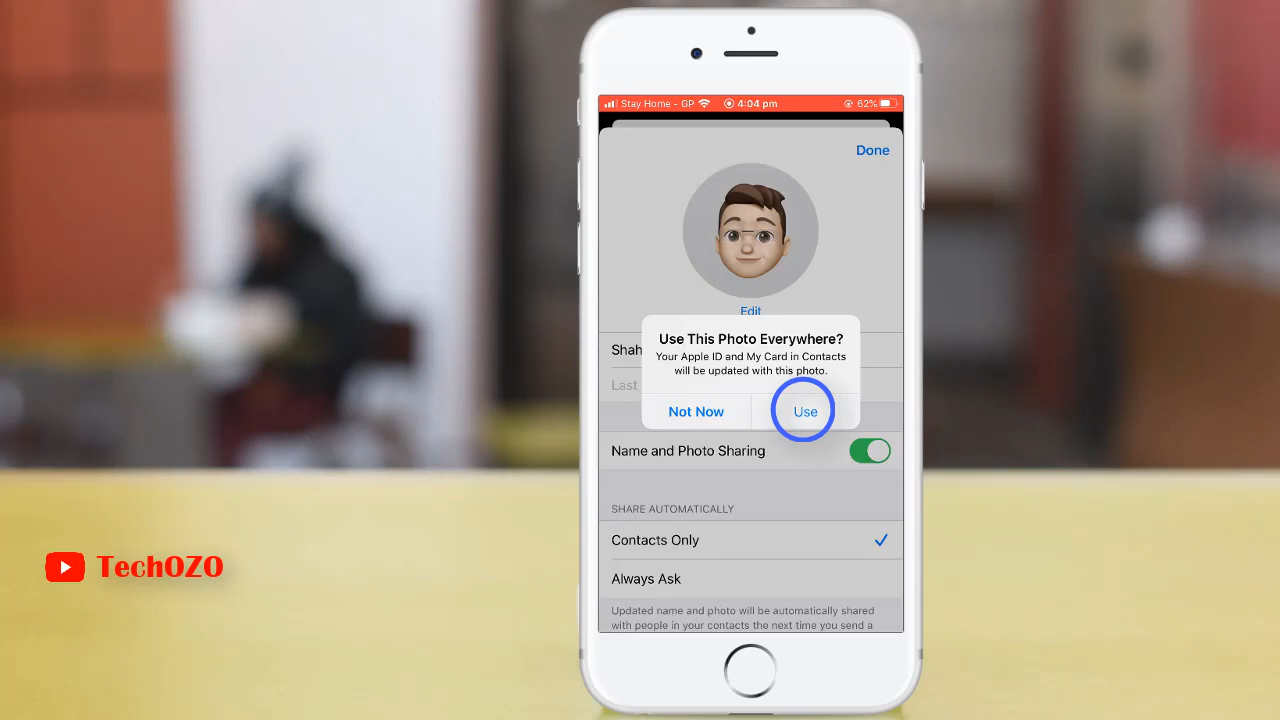 Stay Home - GP 4:04 pm 62%
Done
Edit
Use This Photo Everywhere?
Your Apple ID and My Card in Contacts
will be updated with this photo.
Shah
Last
Not Now Use
Name and Photo Sharing
SHARE AUTOMATICALLY
Contacts Only
Always Ask
Updated name and photo will be automatically shared
with people in your contacts the next time you send a
TechOZO